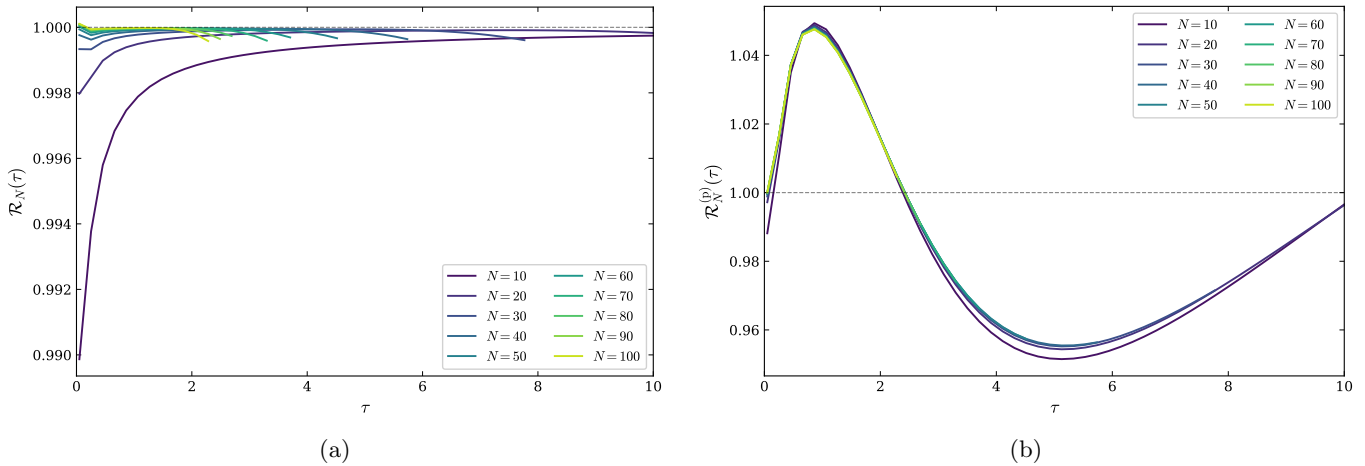 1.000
0.998
0.996
0.994
0.992
0.990
0
2
4
6
8
10
𝓡_N(τ)
τ
N = 10
N = 20
N = 30
N = 40
N = 50
N = 60
N = 70
N = 80
N = 90
N = 100
(a)
1.04
1.02
1.00
0.98
0.96
0
2
4
6
8
10
𝓡_N^(p)(τ)
τ
N = 10
N = 20
N = 30
N = 40
N = 50
N = 60
N = 70
N = 80
N = 90
N = 100
(b)